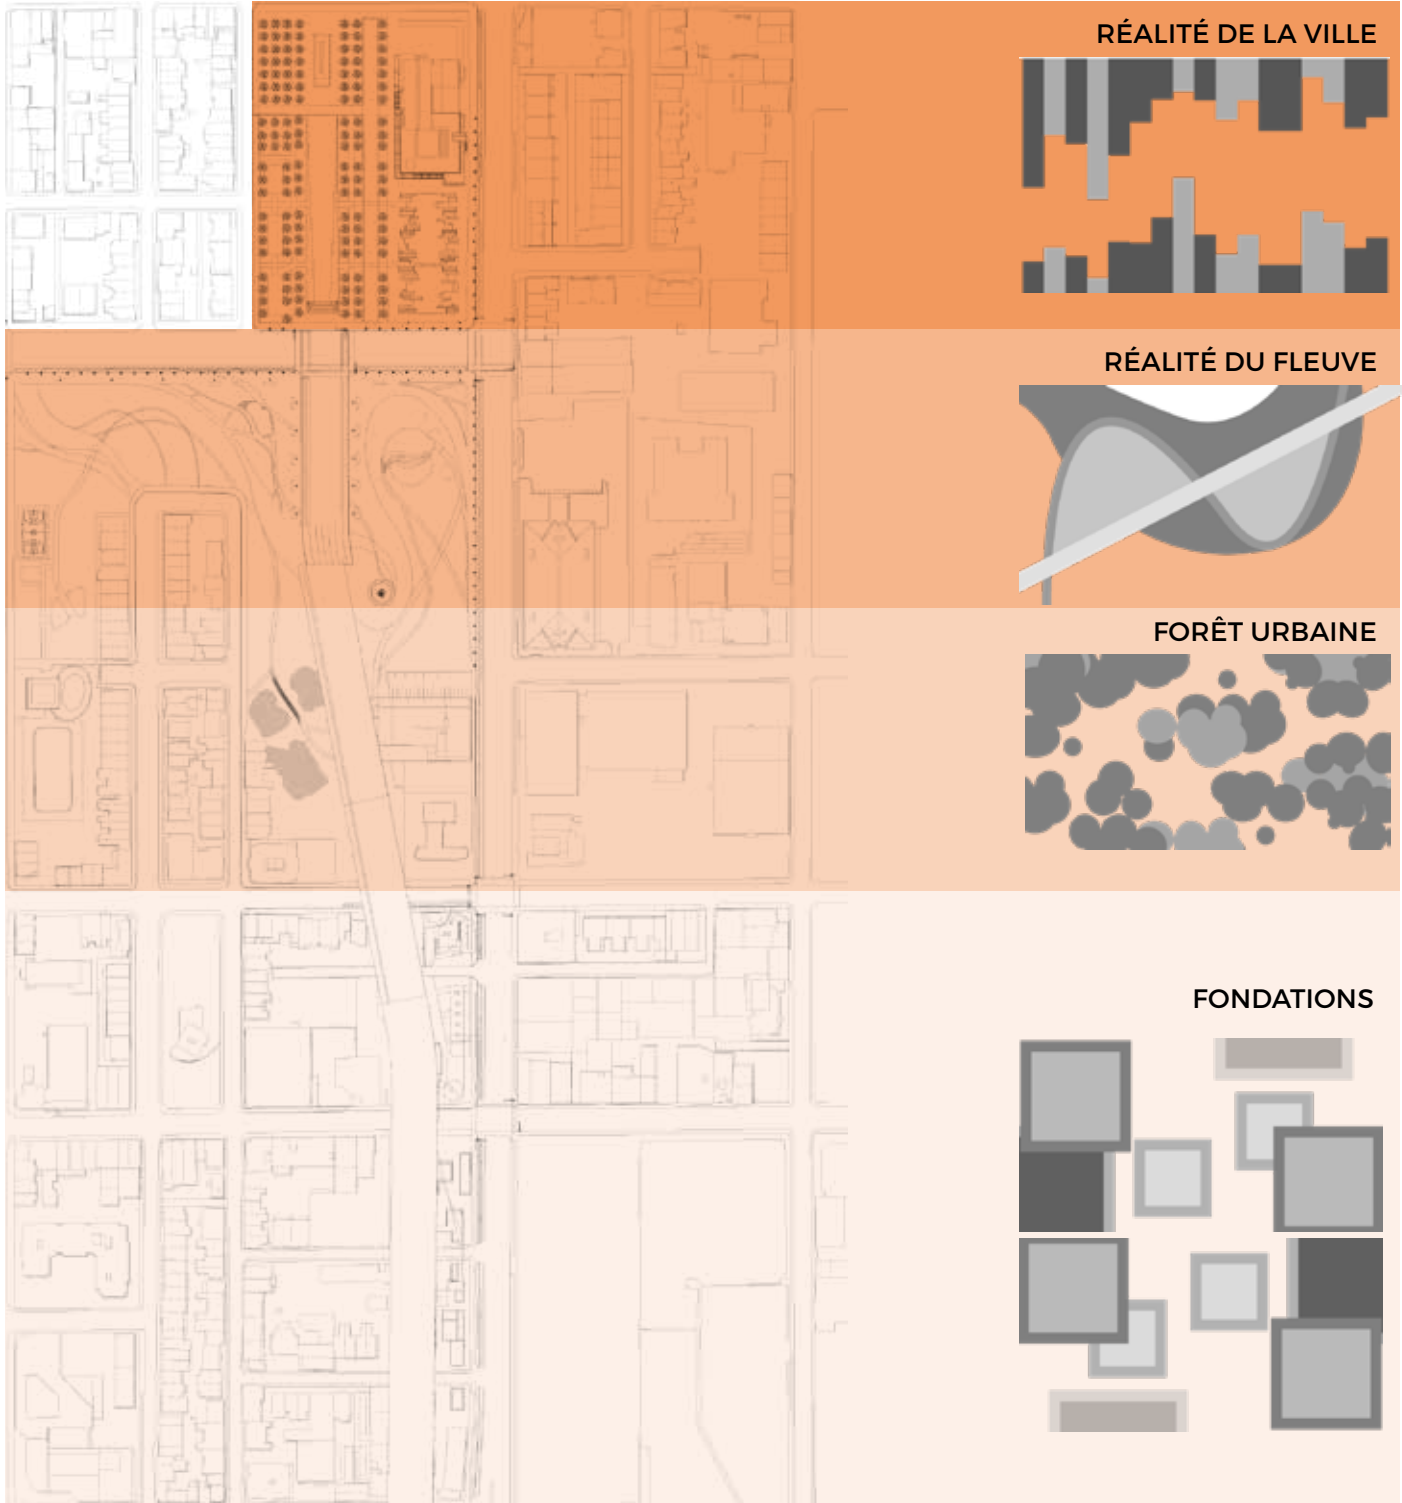 RÉALITÉ DE LA VILLE
RÉALITÉ DU FLEUVE
FORÊT URBAINE
FONDATIONS